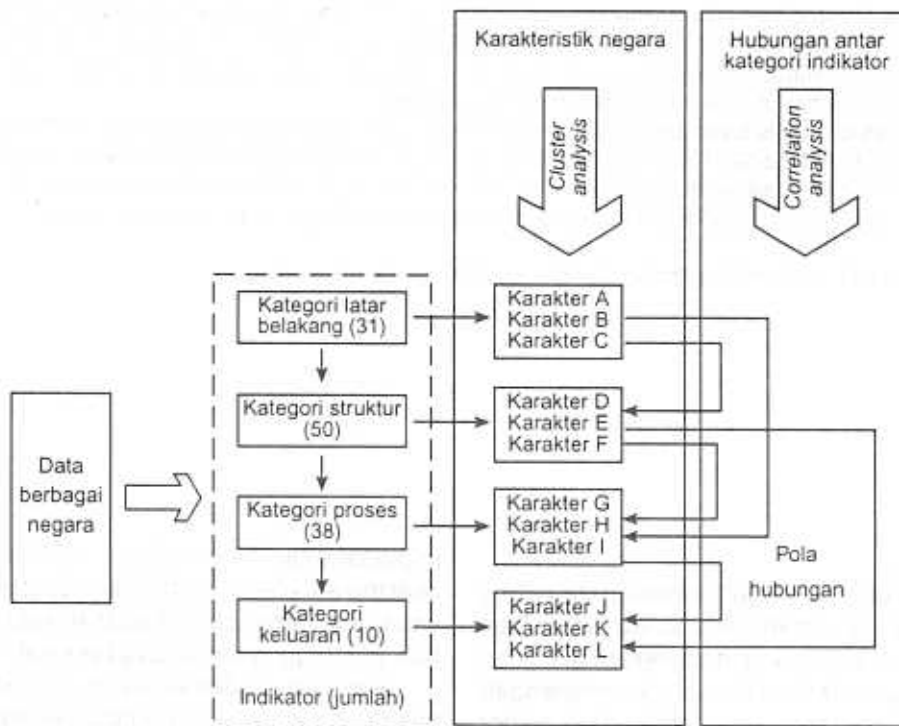 Karakteristik negara
Cluster
analysis
Hubungan antar
kategori indikator
Correlation
analysis
Data
berbagai
negara
Kategori latar
belakang (31)
Kategori struktur
(50)
Kategori proses
(38)
Kategori
keluaran (10)
Indikator (jumlah)
Karakter A
Karakter B
Karakter C
Karakter D
Karakter E
Karakter F
Karakter G
Karakter H
Karakter I
Karakter J
Karakter K
Karakter L
Pola
hubungan